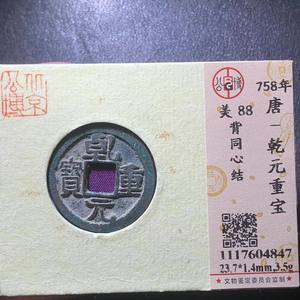 乾元重寶
758年
唐—乾元重宝
美 88
背同心结
1117604847
23.7*1.4mm,3.5g
★ 文物鉴定委员会监制 ★